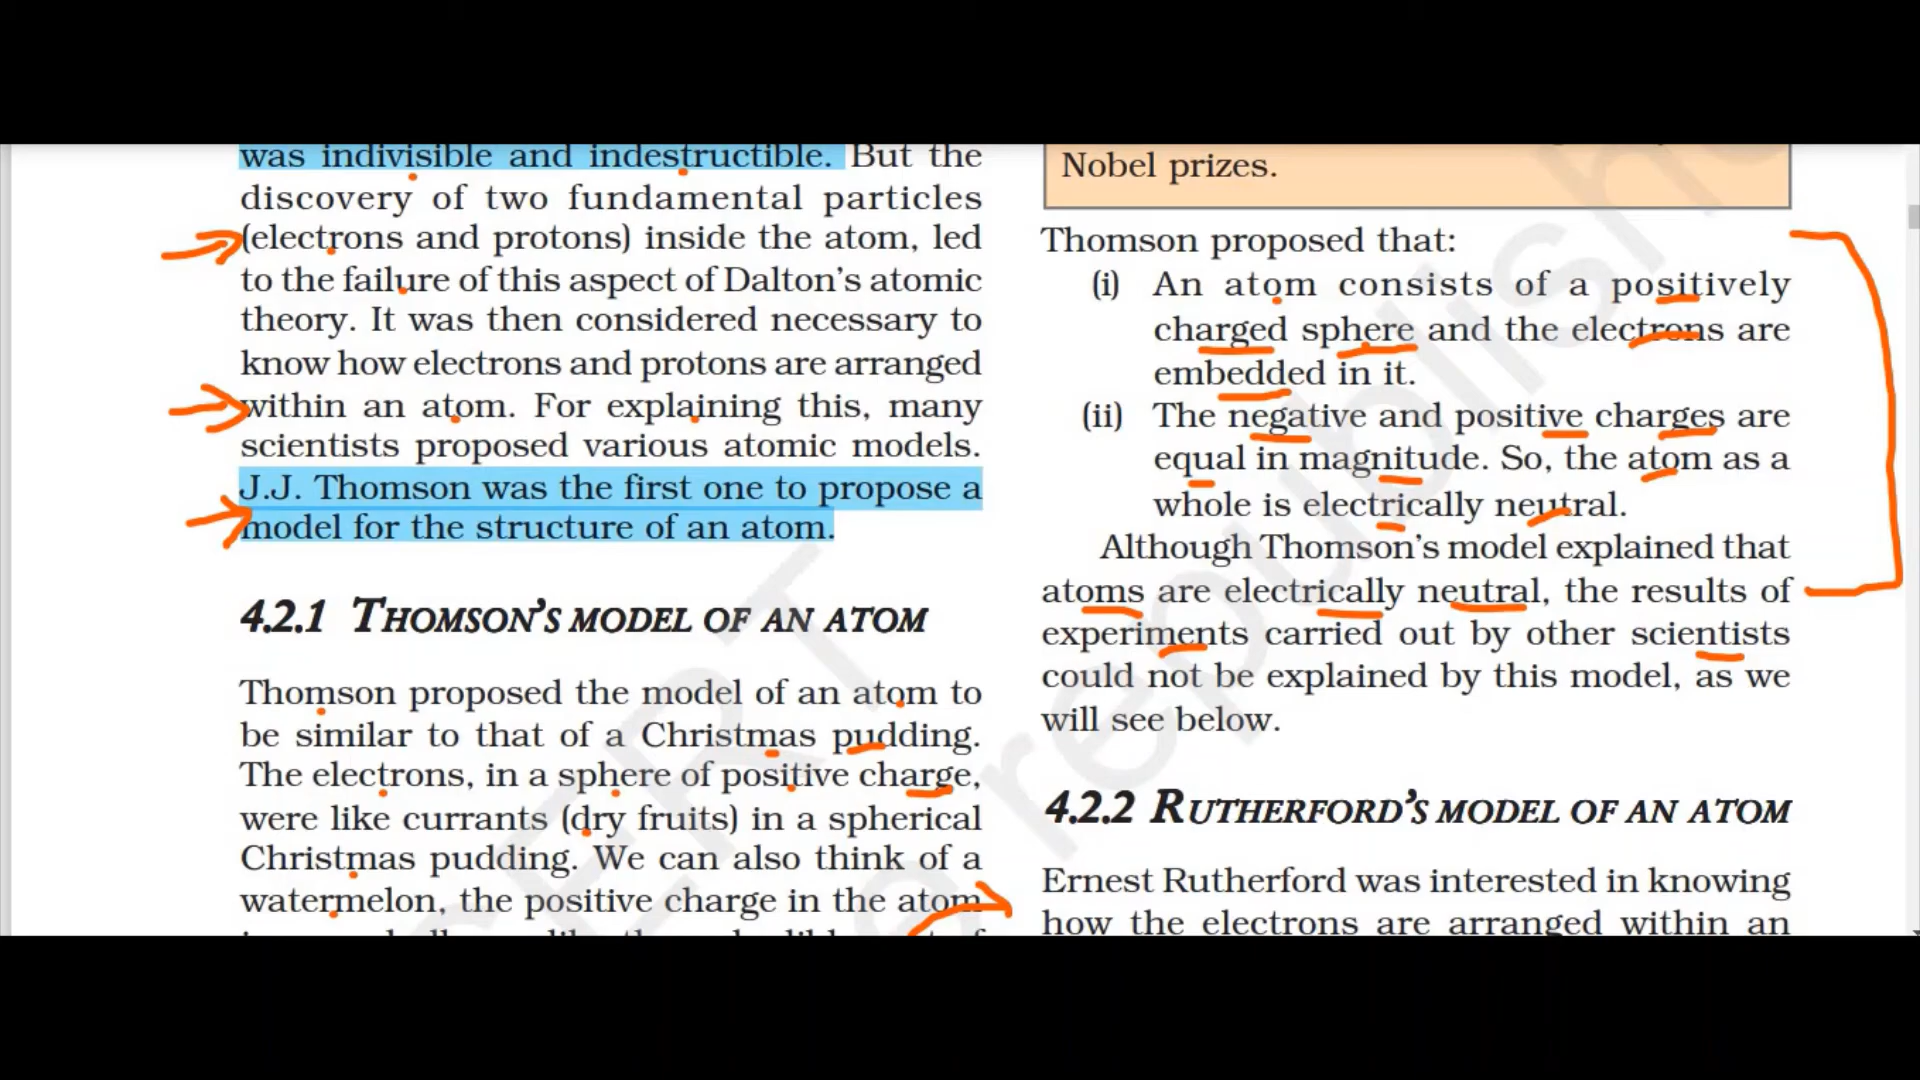 was indivisible and indestructible. But the
discovery of two fundamental particles
(electrons and protons) inside the atom, led
to the failure of this aspect of Dalton's atomic
theory. It was then considered necessary to
know how electrons and protons are arranged
within an atom. For explaining this, many
scientists proposed various atomic models.
J.J. Thomson was the first one to propose a
model for the structure of an atom.
4.2.1 THOMSON'S MODEL OF AN ATOM
Thomson proposed the model of an atom to
be similar to that of a Christmas pudding.
The electrons, in a sphere of positive charge,
were like currants (dry fruits) in a spherical
Christmas pudding. We can also think of a
watermelon, the positive charge in the atom
Nobel prizes.
Thomson proposed that:
(i) An atom consists of a positively
charged sphere and the electrons are
embedded in it.
(ii) The negative and positive charges are
equal in magnitude. So, the atom as a
whole is electrically neutral.
Although Thomson's model explained that
atoms are electrically neutral, the results of
experiments carried out by other scientists
could not be explained by this model, as we
will see below.
4.2.2 RUTHERFORD'S MODEL OF AN ATOM
Ernest Rutherford was interested in knowing
how the electrons are arranged within an